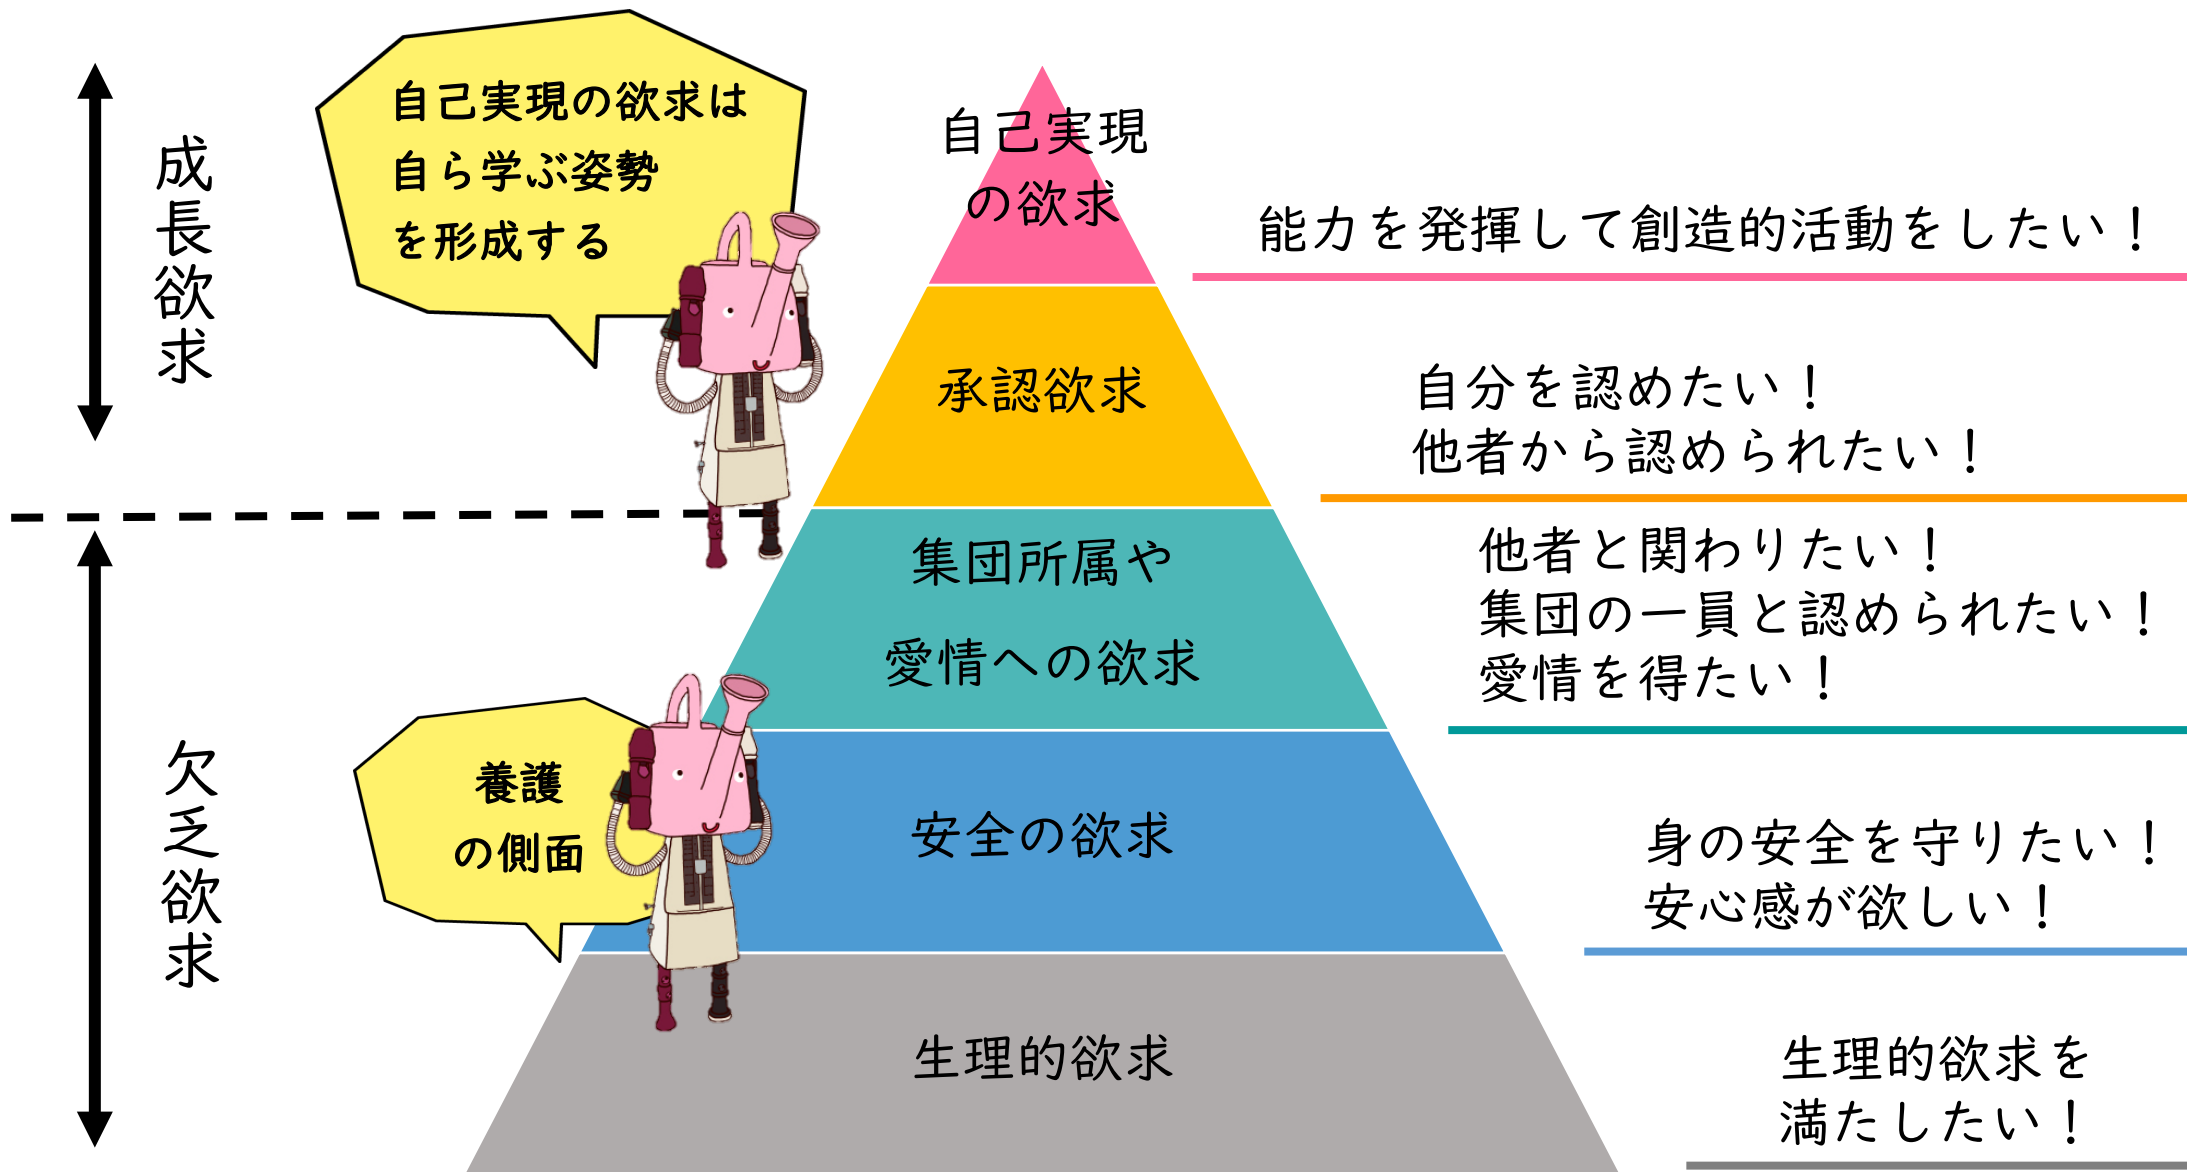 成長欲求
自己実現の欲求は
自ら学ぶ姿勢
を形成する
自己実現
の欲求
能力を発揮して創造的活動をしたい！
承認欲求
自分を認めたい！
他者から認められたい！
集団所属や
愛情への欲求
他者と関わりたい！
集団の一員と認められたい！
愛情を得たい！
欠乏欲求
養護
の側面
安全の欲求
身の安全を守りたい！
安心感が欲しい！
生理的欲求
生理的欲求を
満たしたい！